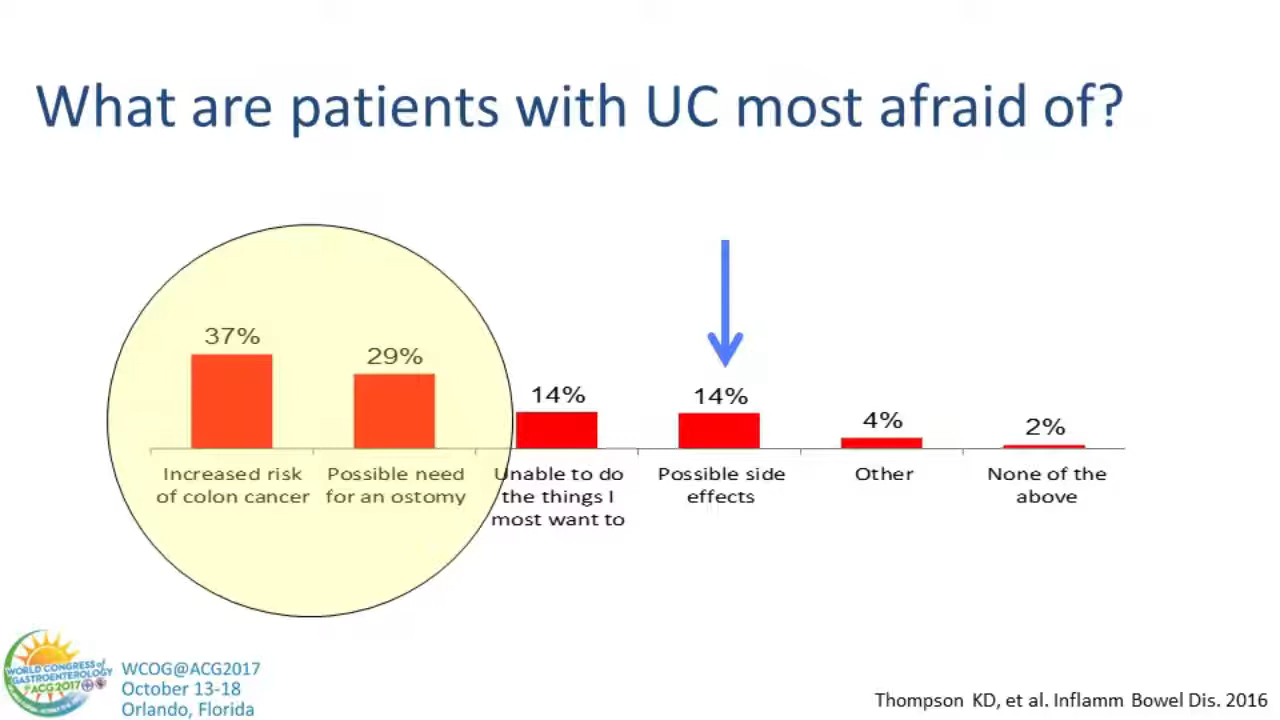 What are patients with UC most afraid of?
37%
29%
14%
14%
4%
2%
Increased risk
of colon cancer
Possible need
for an ostomy
Unable to do
the things I
most want to
Possible side
effects
Other
None of the
above
WORLD CONGRESS of
GASTROENTEROLOGY
ACG2017
WCOG@ACG2017
October 13-18
Orlando, Florida
Thompson KD, et al. Inflamm Bowel Dis. 2016